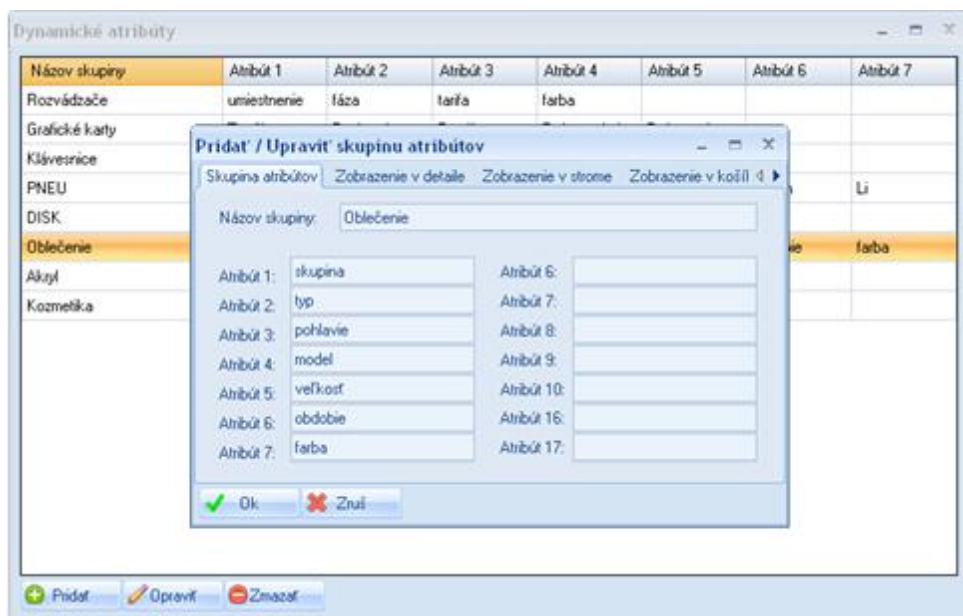 Dynamické atribúty
Názov skupiny Atribút 1 Atribút 2 Atribút 3 Atribút 4 Atribút 5 Atribút 6 Atribút 7
Rozvádzače umiestnenie fáza tarifa farba
Grafické karty
Klávesnice
PNEU Li
DISK
Oblečenie farba
Akryl
Kozmetika
Pridať / Upraviť skupinu atribútov
Skupina atribútov Zobrazenie v detaile Zobrazenie v strome Zobrazenie v košíl
Názov skupiny: Oblečenie
Atribút 1: skupina Atribút 6:
Atribút 2: typ Atribút 7:
Atribút 3: pohlavie Atribút 8:
Atribút 4: model Atribút 9:
Atribút 5: veľkosť Atribút 10:
Atribút 6: obdobie Atribút 16:
Atribút 7: farba Atribút 17:
Ok Zruš
Pridať Opraviť Zmazať